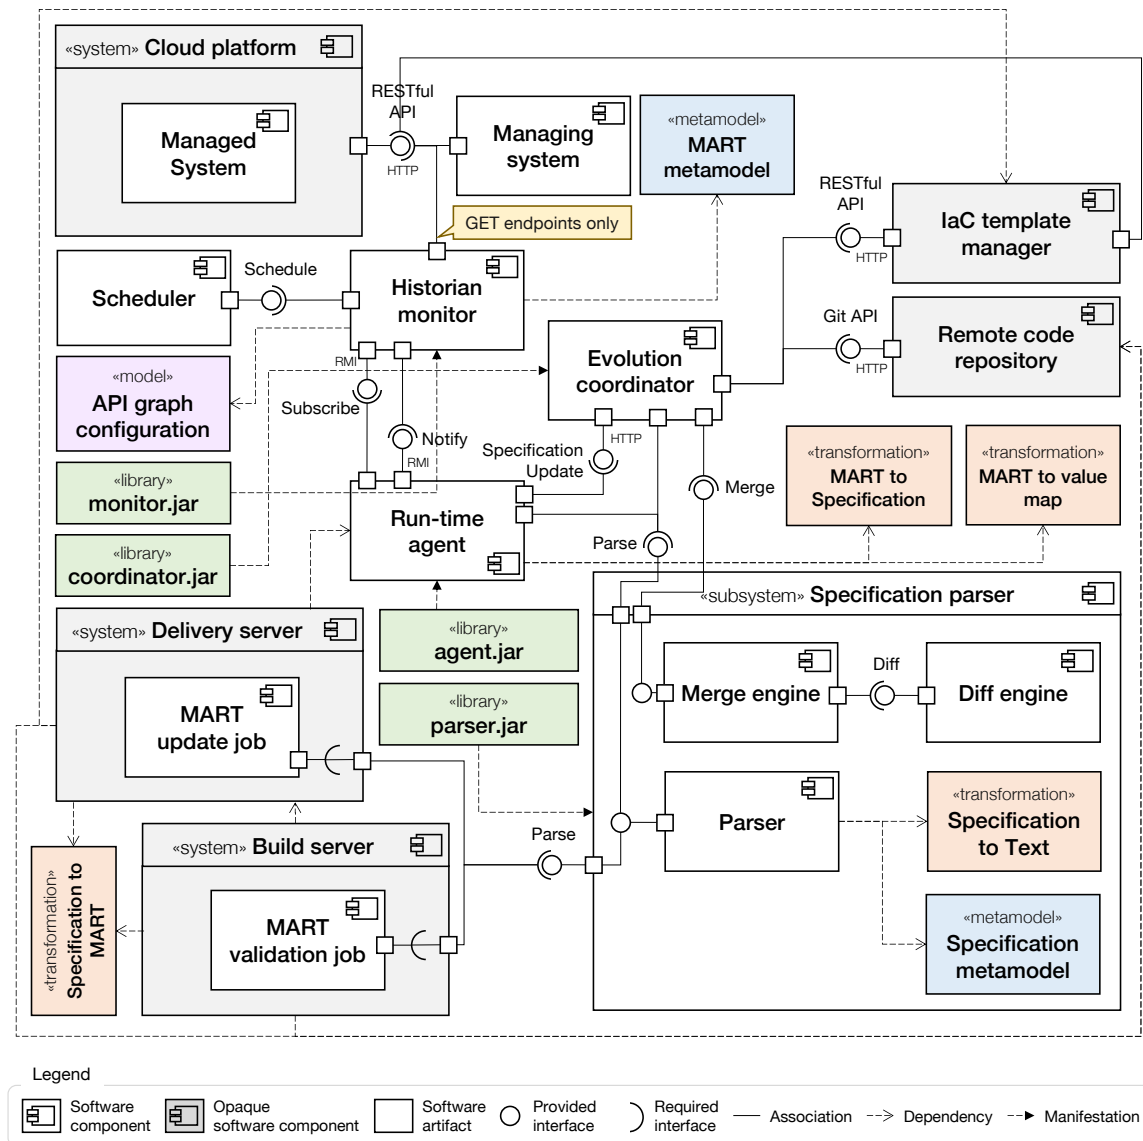 «system» Cloud platform
Managed
System
RESTful
API
HTTP
Managing
system
«metamodel»
MART
metamodel
GET endpoints only
RESTful
API
HTTP
IaC template
manager
Scheduler
Schedule
Historian
monitor
Git API
HTTP
Remote code
repository
Evolution
coordinator
RMI
Subscribe
Notify
RMI
«model»
API graph
configuration
HTTP
Specification
Update
Merge
«transformation»
MART to
Specification
«transformation»
MART to value
map
«library»
monitor.jar
Run-time
agent
Parse
«library»
coordinator.jar
«subsystem» Specification parser
«system» Delivery server
«library»
agent.jar
MART
update job
«library»
parser.jar
Merge engine
Diff
Diff engine
Parser
«transformation»
Specification
to Text
Parse
«system» Build server
«transformation»
Specification to
MART
MART
validation job
«metamodel»
Specification
metamodel
Legend
Software
component
Opaque
software component
Software
artifact
Provided
interface
Required
interface
Association
Dependency
Manifestation